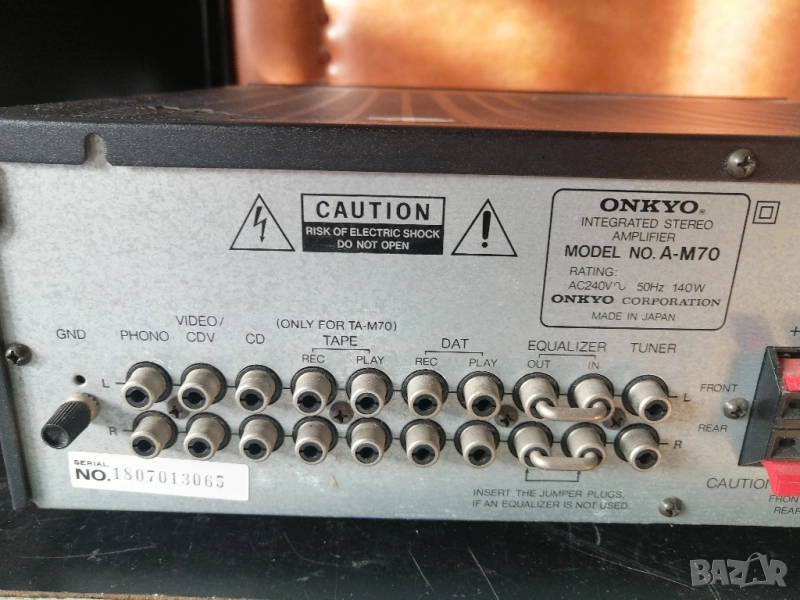 CAUTION
RISK OF ELECTRIC SHOCK
DO NOT OPEN
ONKYO®
INTEGRATED STEREO
AMPLIFIER
MODEL NO. A-M70
RATING:
AC240V∿ 50Hz 140W
ONKYO CORPORATION
MADE IN JAPAN
GND
PHONO
VIDEO/
CDV
CD
(ONLY FOR TA-M70)
TAPE
REC PLAY
DAT
REC PLAY
EQUALIZER
OUT IN
TUNER
L
L
R
R
+
FRONT
REAR
SERIAL
NO. 1807013065
INSERT THE JUMPER PLUGS,
IF AN EQUALIZER IS NOT USED.
CAUTION
FRONT
REAR
BAZAR